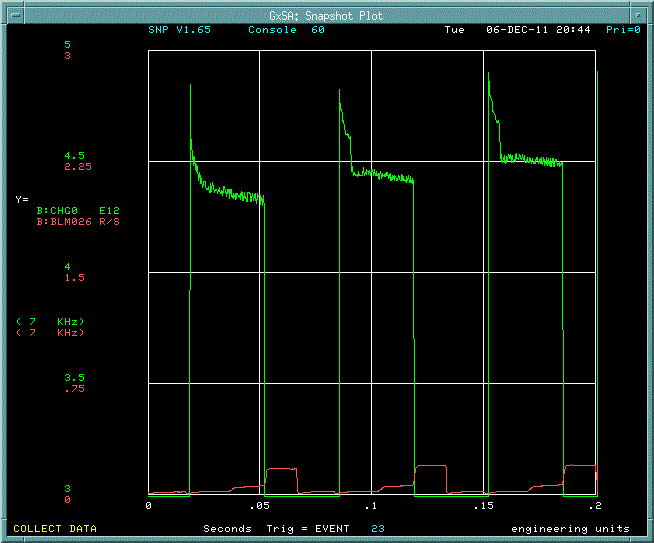 GxSA: Snapshot Plot
SNP V1.65 Console 60 Tue 06-DEC-11 20:44 Pri=0
5
3
4.5
2.25
Y=
B:CHG0 E12
B:BLM026 R/S
4
1.5
( 7 KHz)
( 7 KHz)
3.5
.75
3
0
0 .05 .1 .15 .2
COLLECT DATA Seconds Trig = EVENT 23 engineering units